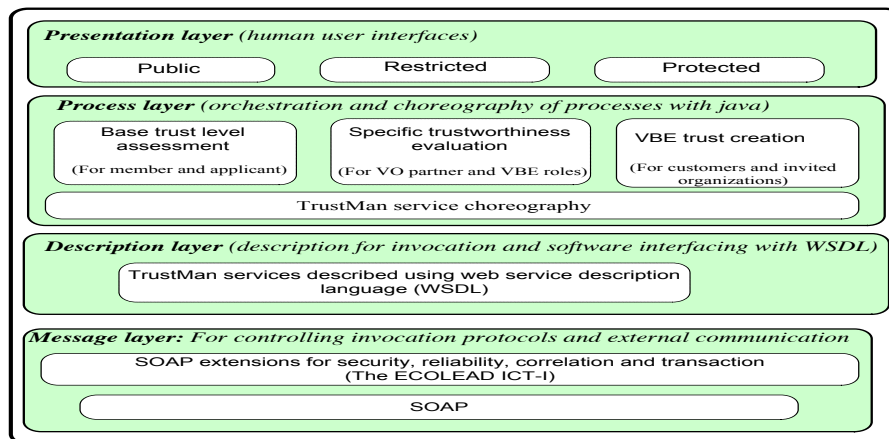 Presentation layer (human user interfaces)
Public Restricted Protected
Process layer (orchestration and choreography of processes with java)
Base trust level
assessment
(For member and applicant)
Specific trustworthiness
evaluation
(For VO partner and VBE roles)
VBE trust creation
(For customers and invited
organizations)
TrustMan service choreography
Description layer (description for invocation and software interfacing with WSDL)
TrustMan services described using web service description
language (WSDL)
Message layer: For controlling invocation protocols and external communication
SOAP extensions for security, reliability, correlation and transaction
(The ECOLEAD ICT-I)
SOAP